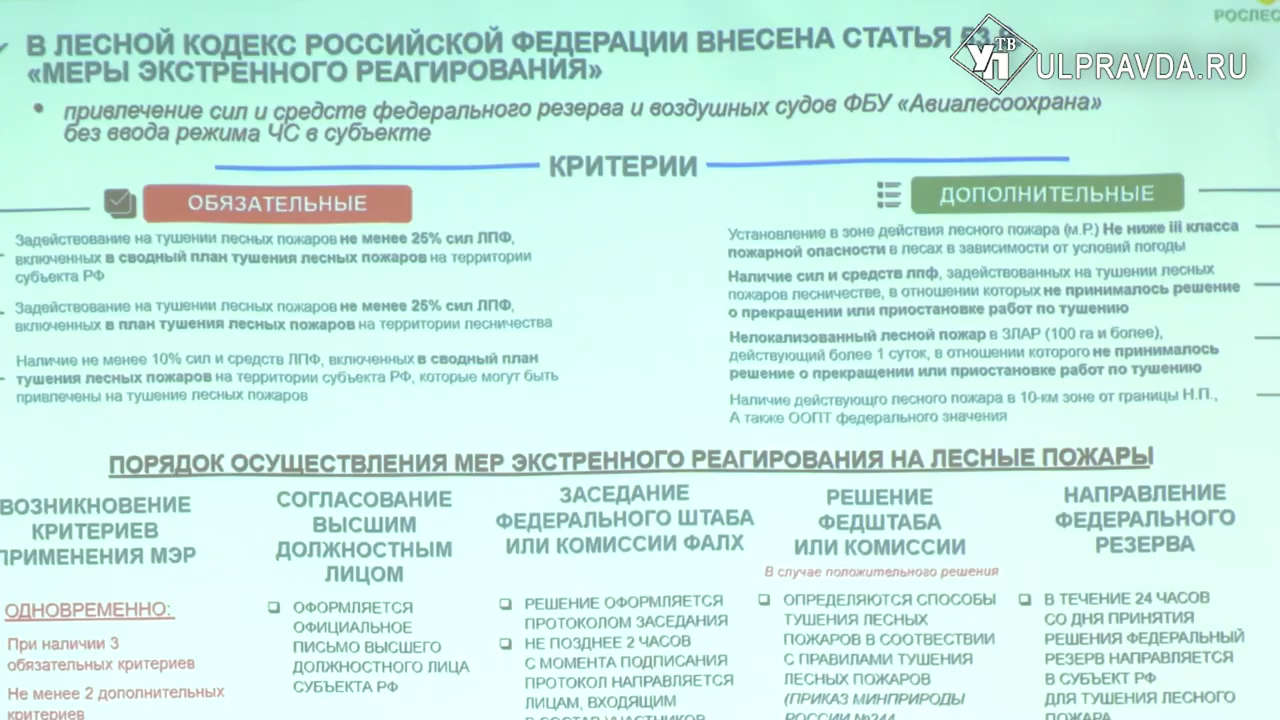 РОСЛЕС
УП ТВ ULPRAVDA.RU
В ЛЕСНОЙ КОДЕКС РОССИЙСКОЙ ФЕДЕРАЦИИ ВНЕСЕНА СТАТЬЯ
«МЕРЫ ЭКСТРЕННОГО РЕАГИРОВАНИЯ»
• привлечение сил и средств федерального резерва и воздушных судов ФБУ «Авиалесоохрана»
без ввода режима ЧС в субъекте
КРИТЕРИИ
ОБЯЗАТЕЛЬНЫЕ
Задействование на тушении лесных пожаров не менее 25% сил ЛПФ,
включенных в сводный план тушения лесных пожаров на территории
субъекта РФ
Задействование на тушении лесных пожаров не менее 25% сил ЛПФ,
включенных в план тушения лесных пожаров на территории лесничества
Наличие не менее 10% сил и средств ЛПФ, включенных в сводный план
тушения лесных пожаров на территории субъекта РФ, которые могут быть
привлечены на тушение лесных пожаров
ДОПОЛНИТЕЛЬНЫЕ
Установление в зоне действия лесного пожара (м.Р.) Не ниже iii класса
пожарной опасности в лесах в зависимости от условий погоды
Наличие сил и средств лпф, задействованных на тушении лесных
пожаров лесничестве, в отношении которых не принималось решение
о прекращении или приостановке работ по тушению
Нелокализованный лесной пожар в ЗЛАР (100 га и более),
действующий более 1 суток, в отношении которого не принималось
решение о прекращении или приостановке работ по тушению
Наличие действующго лесного пожара в 10-км зоне от границы Н.П.,
А также ООПТ федерального значения
ПОРЯДОК ОСУЩЕСТВЛЕНИЯ МЕР ЭКСТРЕННОГО РЕАГИРОВАНИЯ НА ЛЕСНЫЕ ПОЖАРЫ
ВОЗНИКНОВЕНИЕ
КРИТЕРИЕВ
ПРИМЕНЕНИЯ МЭР
ОДНОВРЕМЕННО:
При наличии 3
обязательных критериев
Не менее 2 дополнительных
критериев
СОГЛАСОВАНИЕ
ВЫСШИМ
ДОЛЖНОСТНЫМ
ЛИЦОМ
❑ ОФОРМЛЯЕТСЯ
ОФИЦИАЛЬНОЕ
ПИСЬМО ВЫСШЕГО
ДОЛЖНОСТНОГО ЛИЦА
СУБЪЕКТА РФ
ЗАСЕДАНИЕ
ФЕДЕРАЛЬНОГО ШТАБА
ИЛИ КОМИССИИ ФАЛХ
❑ РЕШЕНИЕ ОФОРМЛЯЕТСЯ
ПРОТОКОЛОМ ЗАСЕДАНИЯ
❑ НЕ ПОЗДНЕЕ 2 ЧАСОВ
С МОМЕНТА ПОДПИСАНИЯ
ПРОТОКОЛ НАПРАВЛЯЕТСЯ
ЛИЦАМ, ВХОДЯЩИМ
В СОСТАВ УЧАСТНИКОВ
РЕШЕНИЕ
ФЕДШТАБА
ИЛИ КОМИССИИ
В случае положительного решения
❑ ОПРЕДЕЛЯЮТСЯ СПОСОБЫ
ТУШЕНИЯ ЛЕСНЫХ
ПОЖАРОВ В СООТВЕСТВИИ
С ПРАВИЛАМИ ТУШЕНИЯ
ЛЕСНЫХ ПОЖАРОВ
(ПРИКАЗ МИНПРИРОДЫ
РОССИИ №244
НАПРАВЛЕНИЕ
ФЕДЕРАЛЬНОГО
РЕЗЕРВА
❑ В ТЕЧЕНИЕ 24 ЧАСОВ
СО ДНЯ ПРИНЯТИЯ
РЕШЕНИЯ ФЕДЕРАЛЬНЫЙ
РЕЗЕРВ НАПРАВЛЯЕТСЯ
В СУБЪЕКТ РФ
ДЛЯ ТУШЕНИЯ ЛЕСНОГО
ПОЖАРА